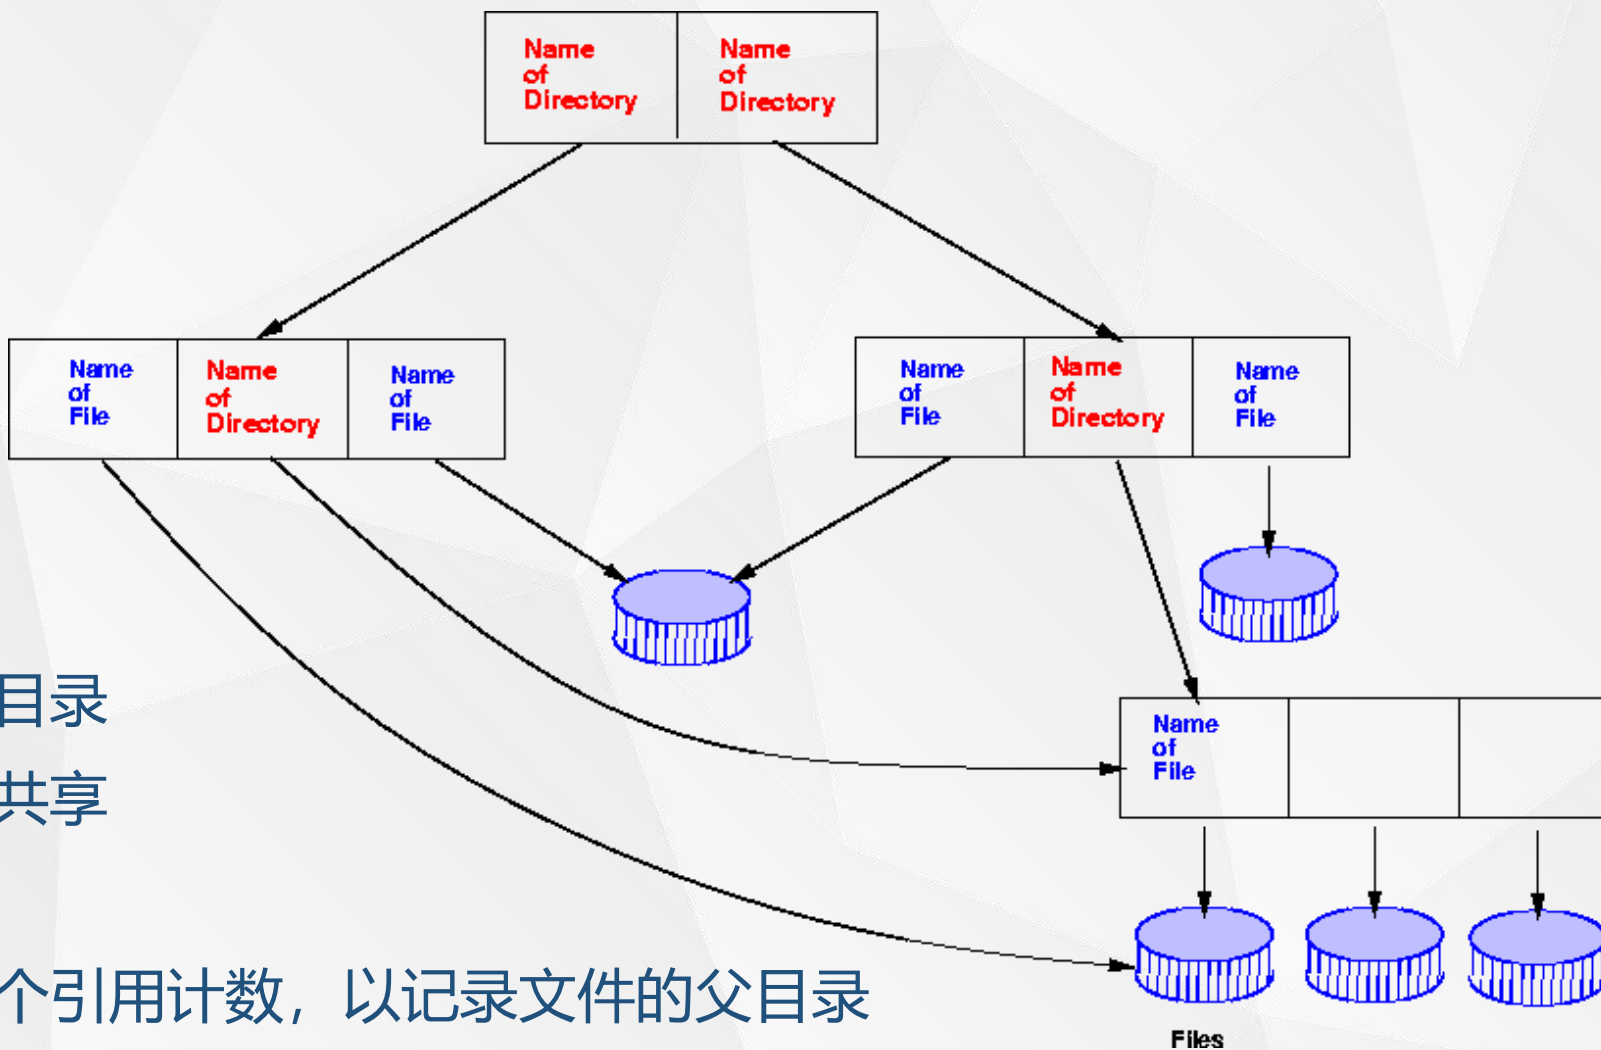 Name
of
Directory
Name
of
Directory
Name
of
File
Name
of
Directory
Name
of
File
Name
of
File
Name
of
Directory
Name
of
File
目录
共享
Name
of
File
个引用计数，以记录文件的父目录
Files